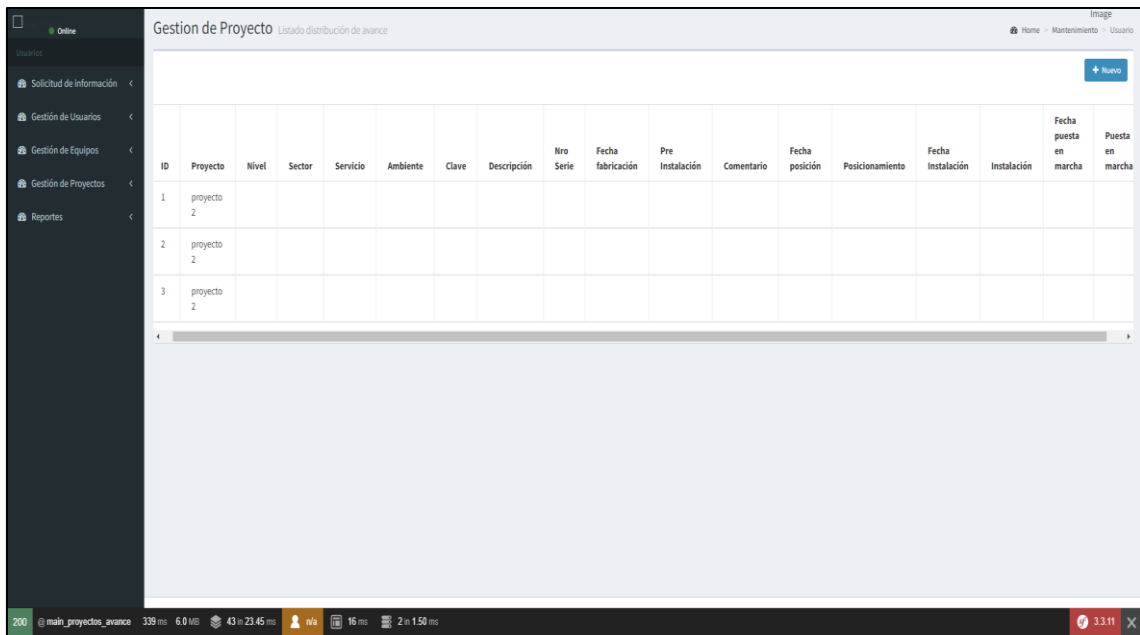 Image
Online
Gestion de Proyecto Listado distribución de avance
Home > Mantenimiento > Usuario
Usuarios
Solicitud de información
Gestión de Usuarios
Gestión de Equipos
Gestión de Proyectos
Reportes
+ Nuevo
ID Proyecto Nivel Sector Servicio Ambiente Clave Descripción Nro Serie Fecha fabricación Pre Instalación Comentario Fecha posición Posicionamiento Fecha Instalación Instalación Fecha puesta en marcha Puesta en marcha
1 proyecto 2
2 proyecto 2
3 proyecto 2
200 @ main_proyectos_avance 339 ms 6.0 MB 43 in 23.45 ms n/a 16 ms 2 in 1.50 ms sf 3.3.11 X